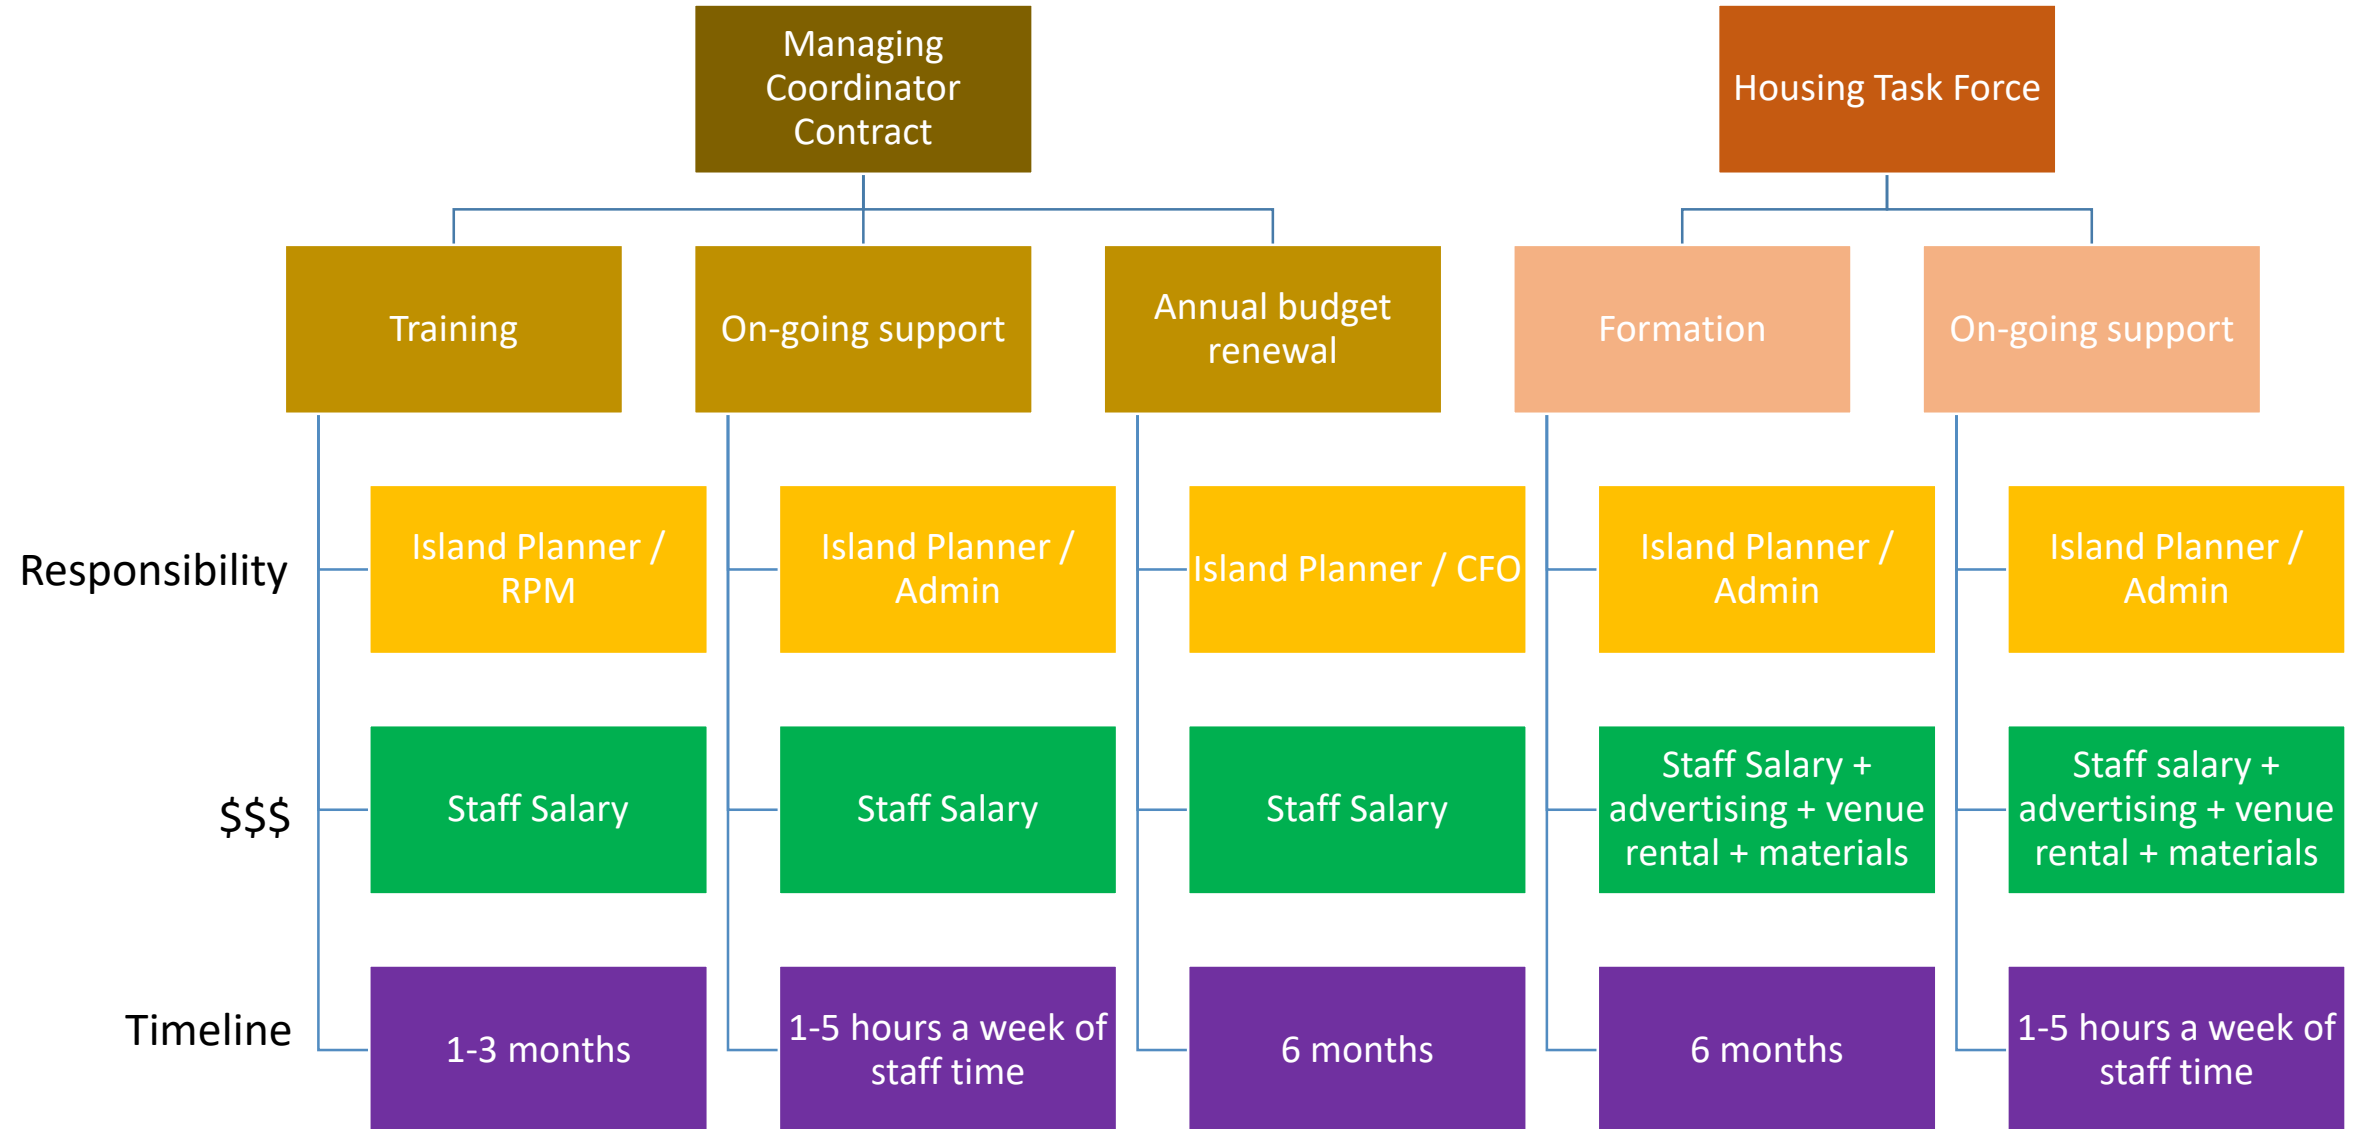 Managing
Coordinator
Contract
Housing Task Force
Training
On-going support
Annual budget
renewal
Formation
On-going support
Responsibility
Island Planner /
RPM
Island Planner /
Admin
Island Planner / CFO
Island Planner /
Admin
Island Planner /
Admin
$$$
Staff Salary
Staff Salary
Staff Salary
Staff Salary +
advertising + venue
rental + materials
Staff salary +
advertising + venue
rental + materials
Timeline
1-3 months
1-5 hours a week of
staff time
6 months
6 months
1-5 hours a week of
staff time